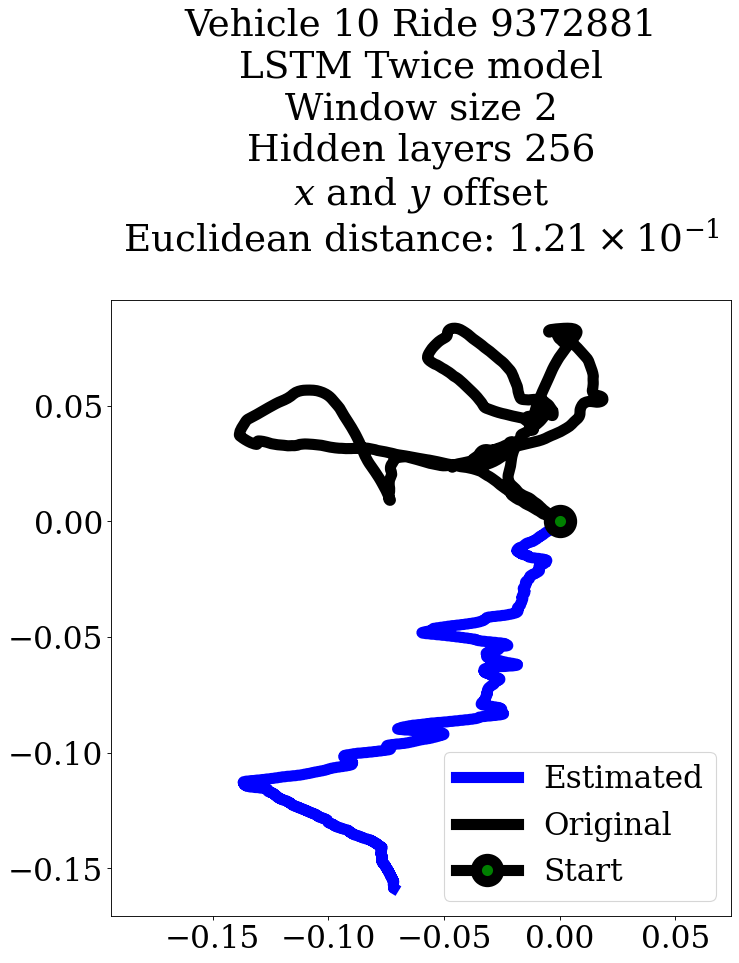 Vehicle 10 Ride 9372881
LSTM Twice model
Window size 2
Hidden layers 256
x and y offset
Euclidean distance: 1.21 × 10⁻¹
0.05
0.00
−0.05
−0.10
−0.15
Estimated
Original
Start
−0.15 −0.10 −0.05 0.00 0.05